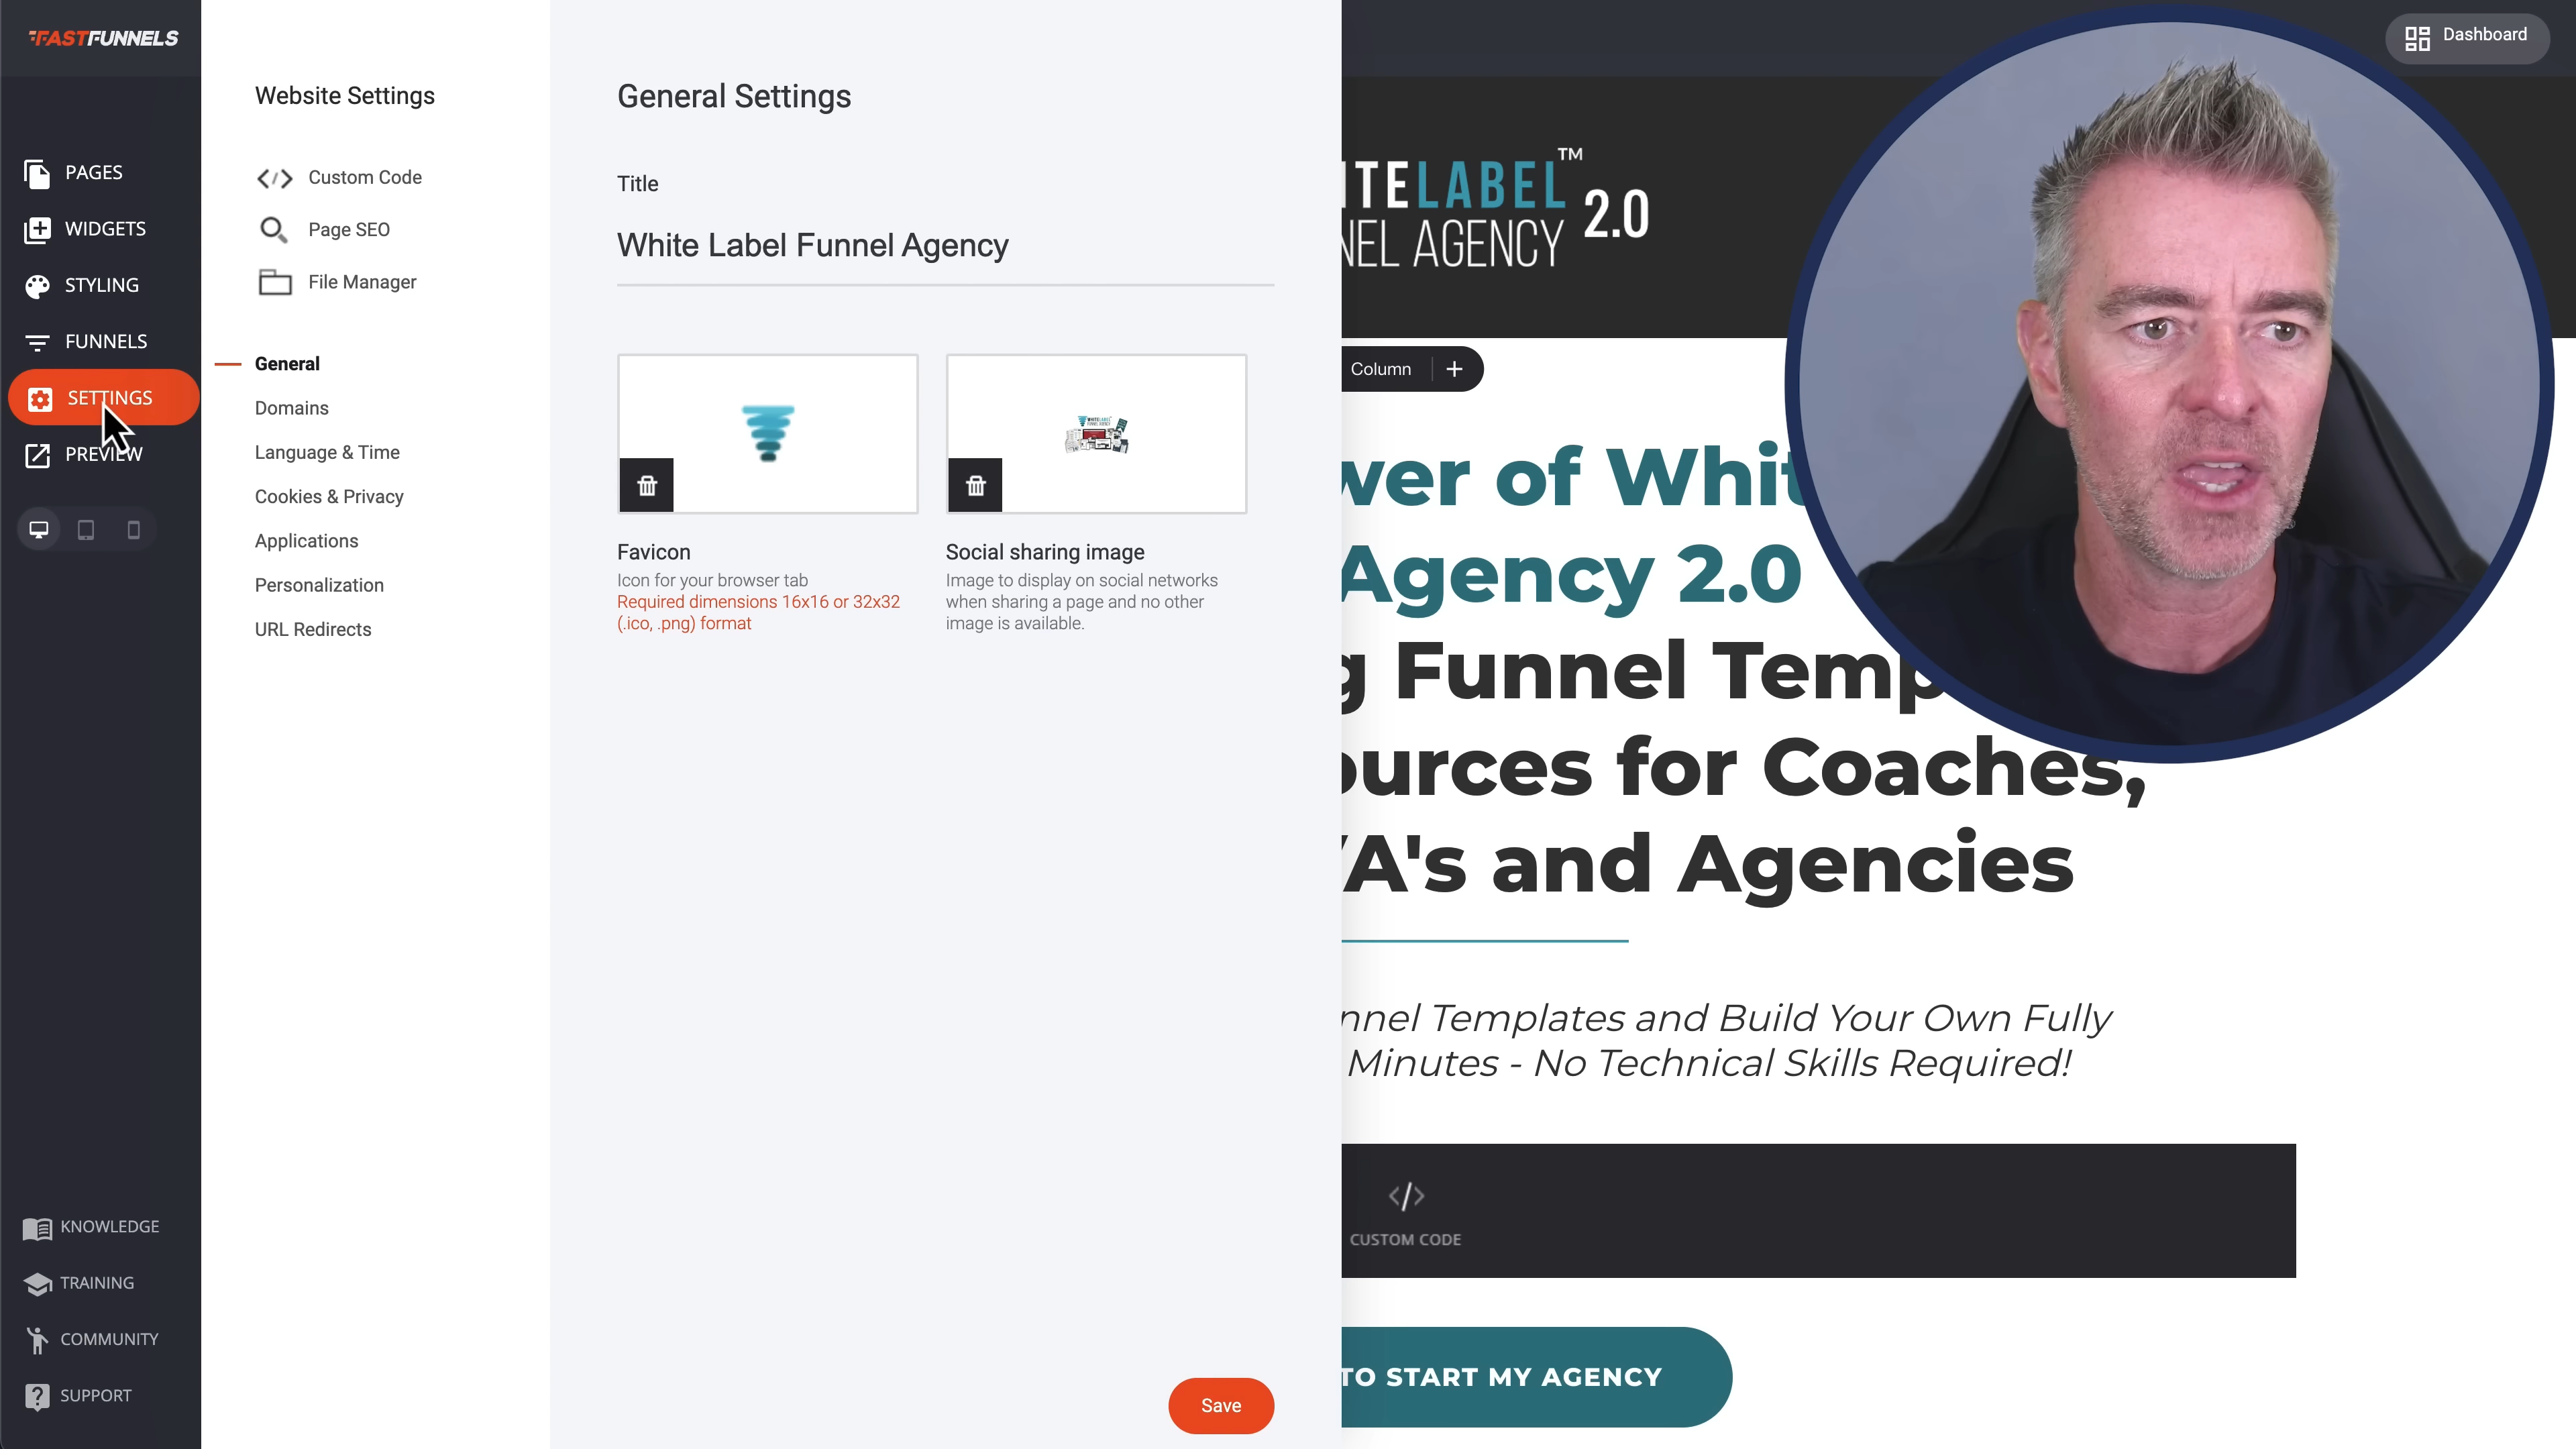 FASTFUNNELS
PAGES
WIDGETS
STYLING
FUNNELS
SETTINGS
PREVIEW
KNOWLEDGE
TRAINING
COMMUNITY
SUPPORT
Website Settings
Custom Code
Page SEO
File Manager
General
Domains
Language & Time
Cookies & Privacy
Applications
Personalization
URL Redirects
General Settings
Title
White Label Funnel Agency
Favicon
Icon for your browser tab
Required dimensions 16x16 or 32x32
(.ico, .png) format
Social sharing image
Image to display on social networks
when sharing a page and no other
image is available.
Save
Dashboard
ITELABEL™ 2.0
NEL AGENCY
Column +
wer of Whit
Agency 2.0
g Funnel Temp
ources for Coaches,
VA's and Agencies
nnel Templates and Build Your Own Fully
Minutes - No Technical Skills Required!
CUSTOM CODE
TO START MY AGENCY